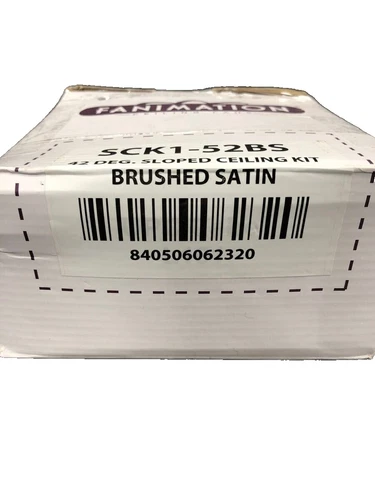 FANIMATION
SCK1-52BS
42 DEG. SLOPED CEILING KIT
BRUSHED SATIN
840506062320